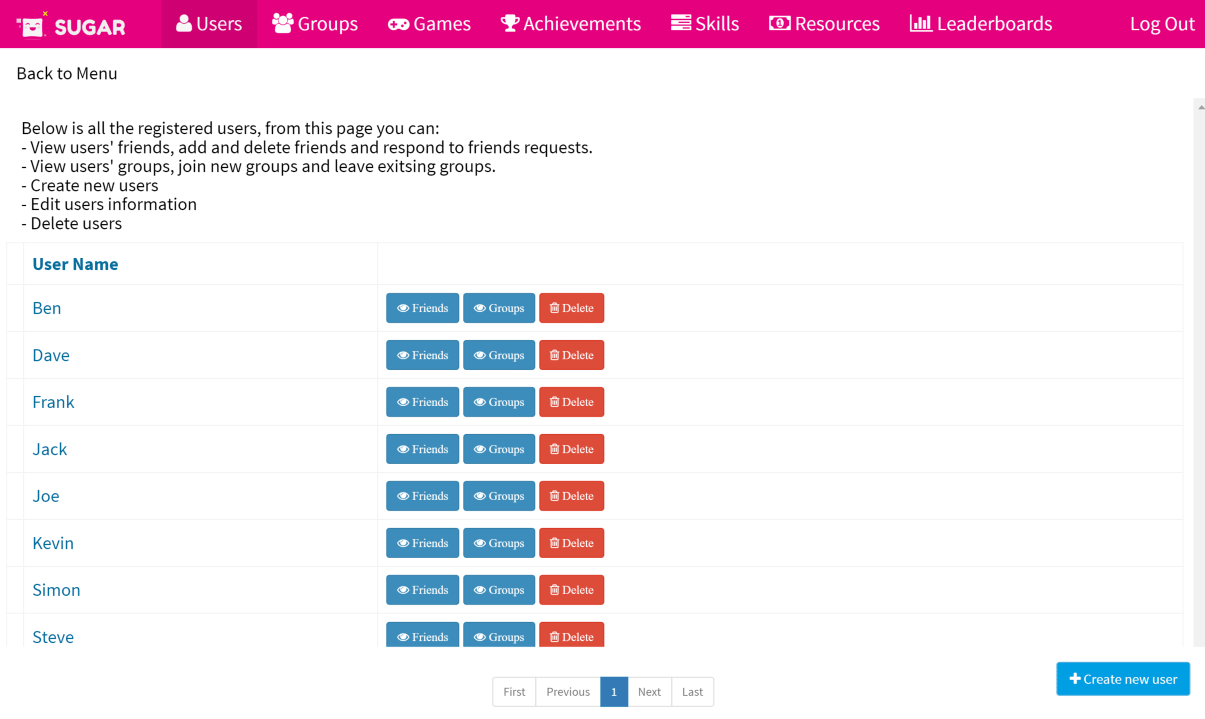 SUGAR Users Groups Games Achievements Skills Resources Leaderboards Log Out
Back to Menu
Below is all the registered users, from this page you can:
- View users' friends, add and delete friends and respond to friends requests.
- View users' groups, join new groups and leave exitsing groups.
- Create new users
- Edit users information
- Delete users
User Name
Ben Friends Groups Delete
Dave Friends Groups Delete
Frank Friends Groups Delete
Jack Friends Groups Delete
Joe Friends Groups Delete
Kevin Friends Groups Delete
Simon Friends Groups Delete
Steve Friends Groups Delete
Create new user
First Previous 1 Next Last